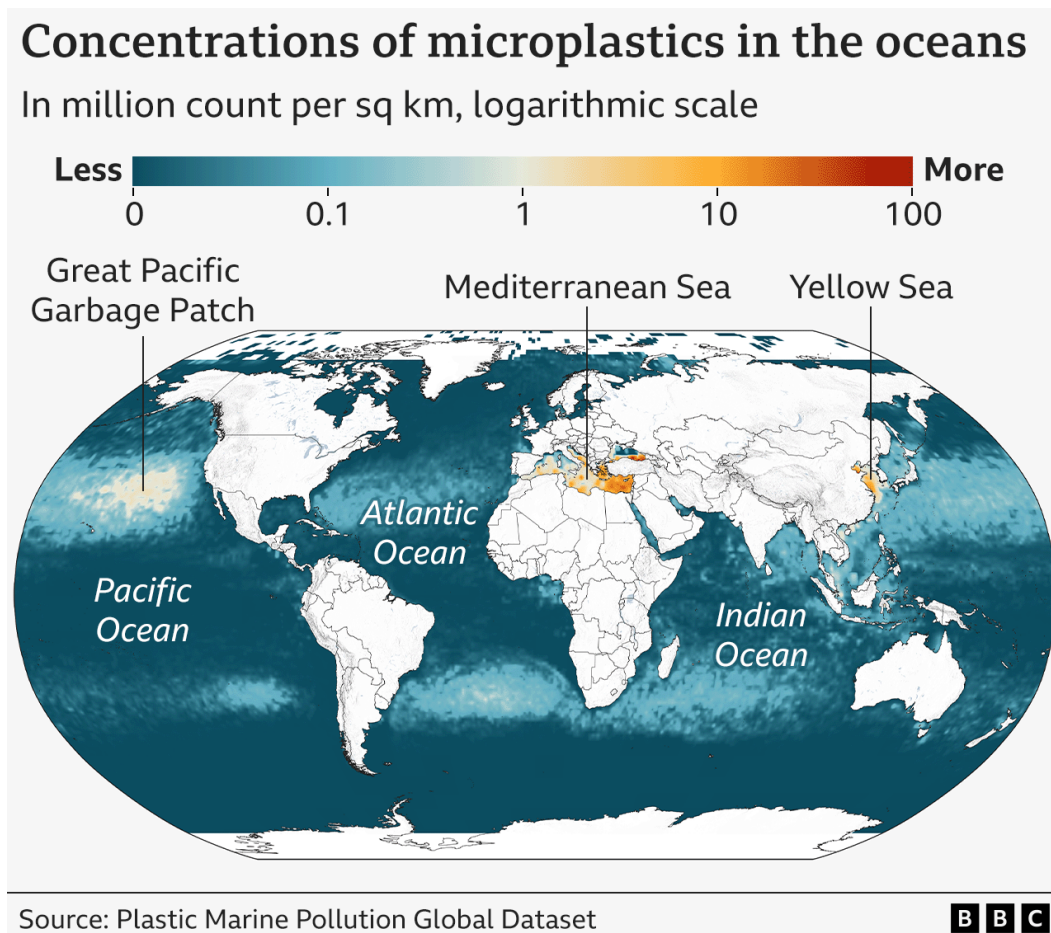 Concentrations of microplastics in the oceans
In million count per sq km, logarithmic scale
Less
More
0
0.1
1
10
100
Great Pacific
Garbage Patch
Mediterranean Sea
Yellow Sea
Atlantic
Ocean
Pacific
Ocean
Indian
Ocean
Source: Plastic Marine Pollution Global Dataset
BBC